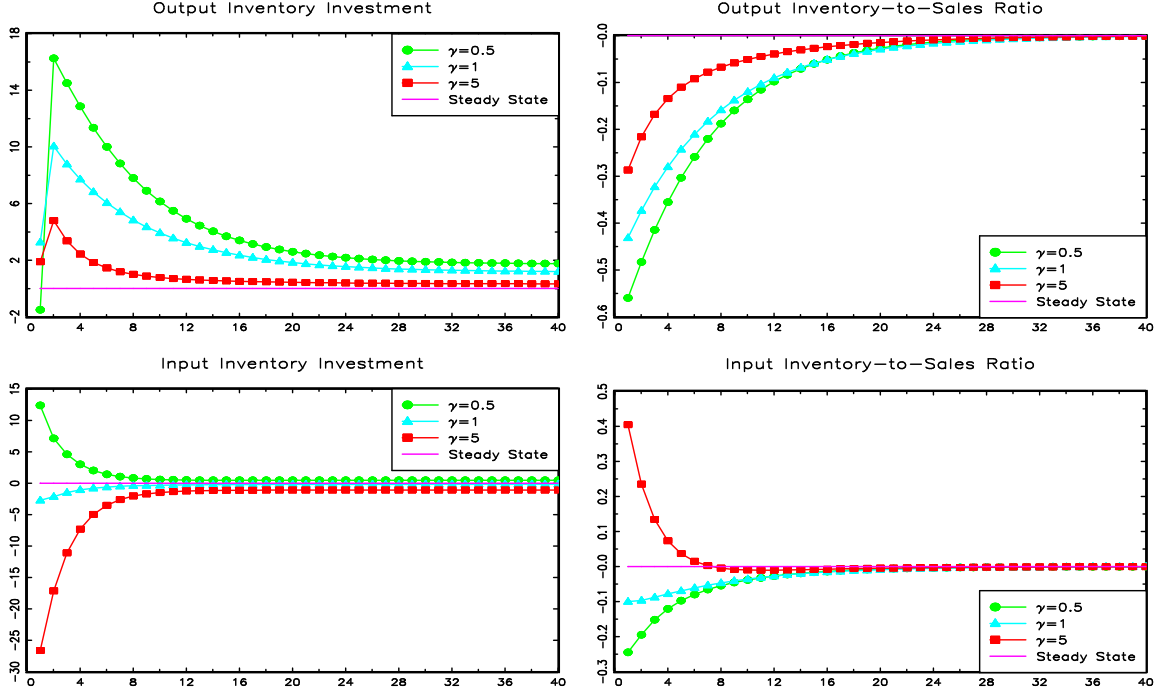 Output Inventory Investment
18
14
10
6
2
-2
0 4 8 12 16 20 24 28 32 36 40
γ=0.5
γ=1
γ=5
Steady State
Output Inventory-to-Sales Ratio
-0.0
-0.1
-0.2
-0.3
-0.4
-0.5
-0.6
0 4 8 12 16 20 24 28 32 36 40
γ=0.5
γ=1
γ=5
Steady State
Input Inventory Investment
15
10
5
0
-5
-10
-15
-20
-25
-30
0 4 8 12 16 20 24 28 32 36 40
γ=0.5
γ=1
γ=5
Steady State
Input Inventory-to-Sales Ratio
0.5
0.4
0.3
0.2
0.1
-0.0
-0.1
-0.2
-0.3
0 4 8 12 16 20 24 28 32 36 40
γ=0.5
γ=1
γ=5
Steady State